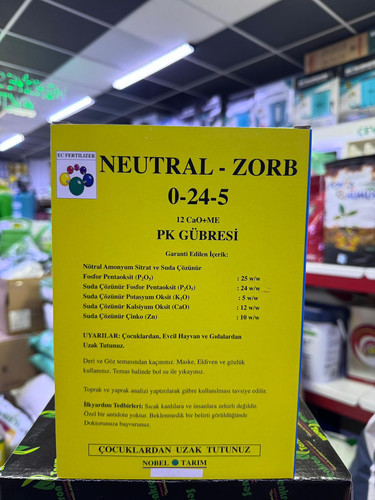 EC FERTILIZER
NEUTRAL - ZORB
0-24-5
12 CaO+ME
PK GÜBRESİ
Garanti Edilen İçerik:
Nötral Amonyum Sitrat ve Suda Çözünür
Fosfor Pentaoksit (P₂O₅) : 25 w/w
Suda Çözünür Fosfor Pentaoksit (P₂O₅) : 24 w/w
Suda Çözünür Potasyum Oksit (K₂O) : 5 w/w
Suda Çözünür Kalsiyum Oksit (CaO) : 12 w/w
Suda Çözünür Çinko (Zn) : 10 w/w
UYARILAR: Çocuklardan, Evcil Hayvan ve Gıdalardan
Uzak Tutunuz.
Deri ve Göz temasından kaçınınız. Maske, Eldiven ve gözlük
kullanınız. Temas halinde bol su ile yıkayınız.
Toprak ve yaprak analizi yaptırılarak gübre kullanılması tavsiye edilir.
İlkyardım Tedbirleri: Sıcak kanlılara ve insanlara zehirli değildir.
Özel bir antidotu yoktur. Beklenmedik bir belirti görüldüğünde
Doktorunuza başvurunuz.
ÇOCUKLARDAN UZAK TUTUNUZ
NOBEL TARIM